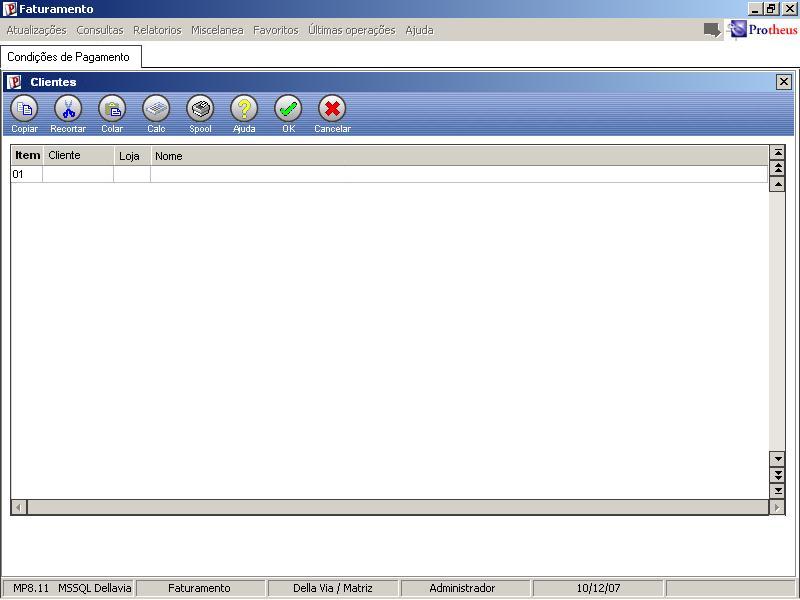 Faturamento
Atualizações Consultas Relatorios Miscelanea Favoritos Últimas operações Ajuda Protheus
Condições de Pagamento
Clientes
Copiar Recortar Colar Calc Spool Ajuda OK Cancelar
Item Cliente Loja Nome
01
MP8.11 MSSQL Dellavia Faturamento Della Via / Matriz Administrador 10/12/07